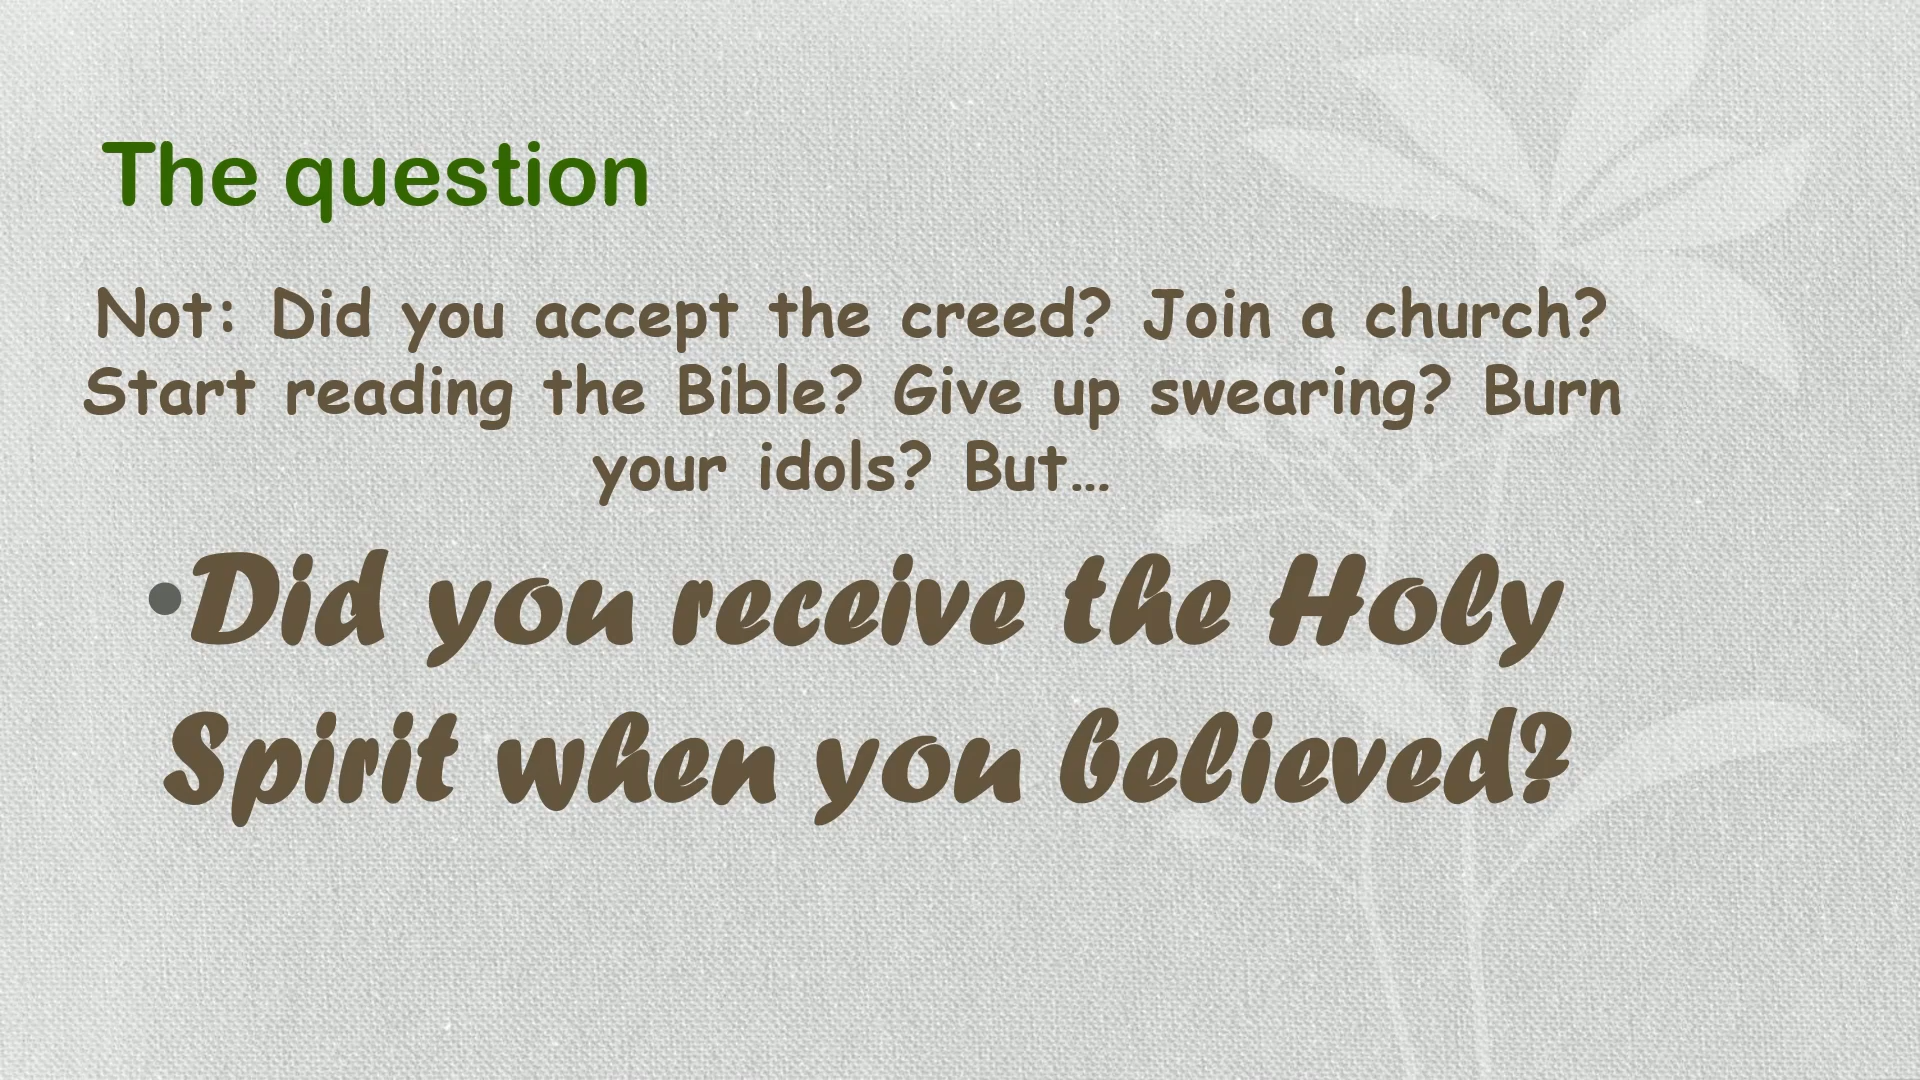 The question
Not: Did you accept the creed? Join a church?
Start reading the Bible? Give up swearing? Burn
your idols? But…
•Did you receive the Holy
Spirit when you believed?